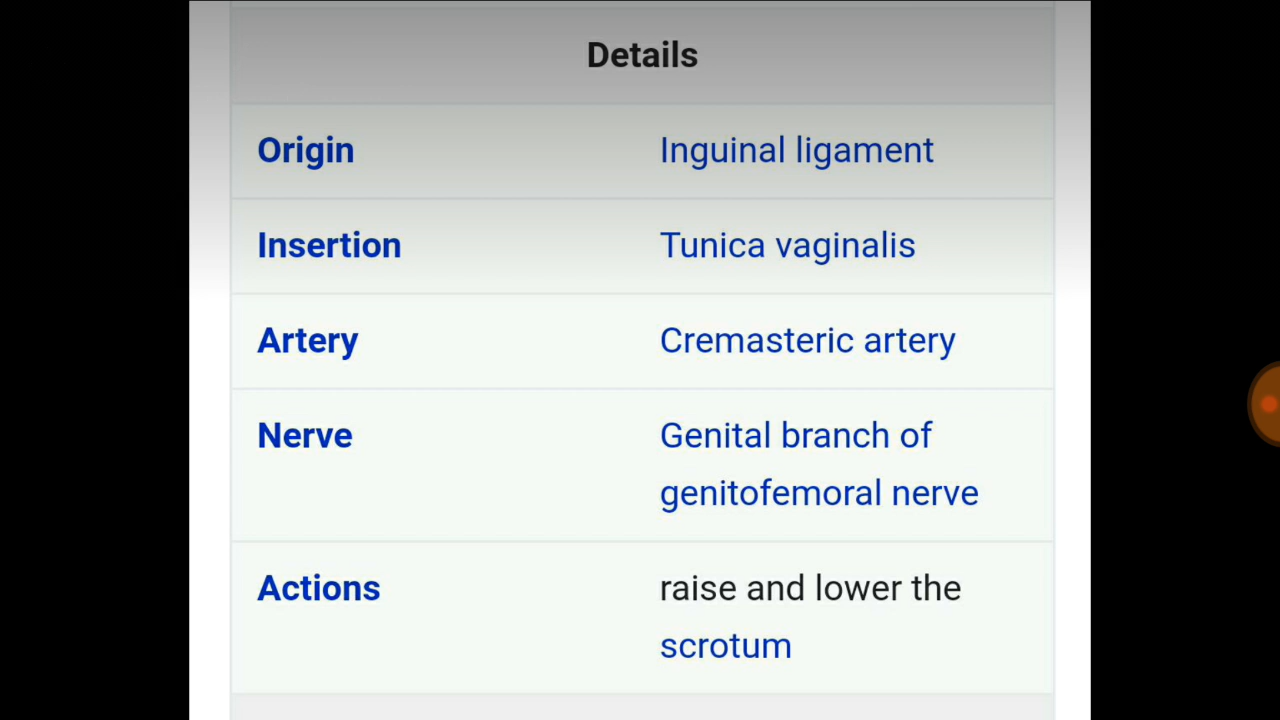 Details
Origin Inguinal ligament
Insertion Tunica vaginalis
Artery Cremasteric artery
Nerve Genital branch of
genitofemoral nerve
Actions raise and lower the
scrotum